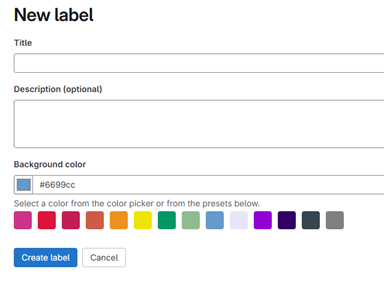 New label
Title
Description (optional)
Background color
#6699cc
Select a color from the color picker or from the presets below.
Create label
Cancel